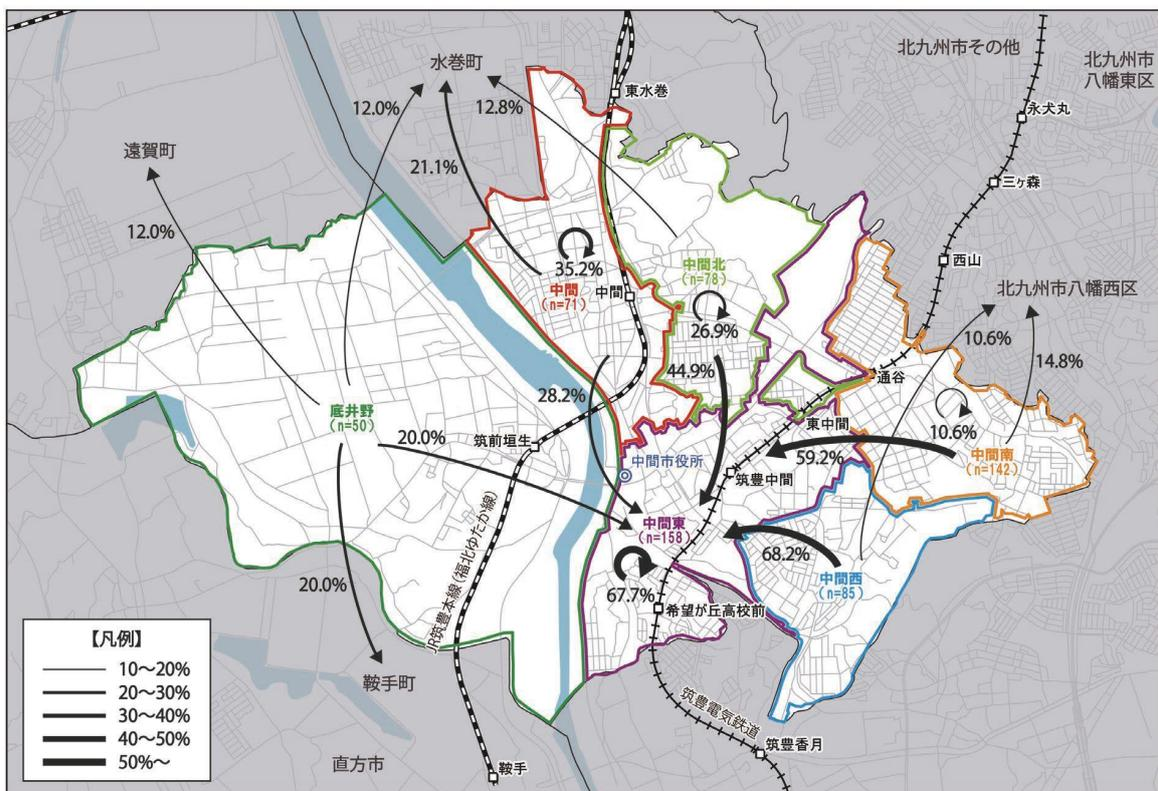 北九州市その他
北九州市
八幡東区
水巻町
東水巻
永犬丸
12.0%
12.8%
遠賀町
21.1%
三ヶ森
12.0%
35.2%
中間
(n=71)
中間
中間北
(n=78)
西山
北九州市八幡西区
26.9%
10.6%
14.8%
44.9%
通谷
28.2%
底井野
(n=50)
20.0%
筑前垣生
東中間
10.6%
59.2%
中間南
(n=142)
中間市役所
筑豊中間
中間東
(n=158)
68.2%
中間西
(n=85)
67.7%
希望が丘高校前
20.0%
JR筑豊本線(福北ゆたか線)
鞍手町
筑豊電気鉄道
筑豊香月
直方市
鞍手
【凡例】
10～20%
20～30%
30～40%
40～50%
50%～